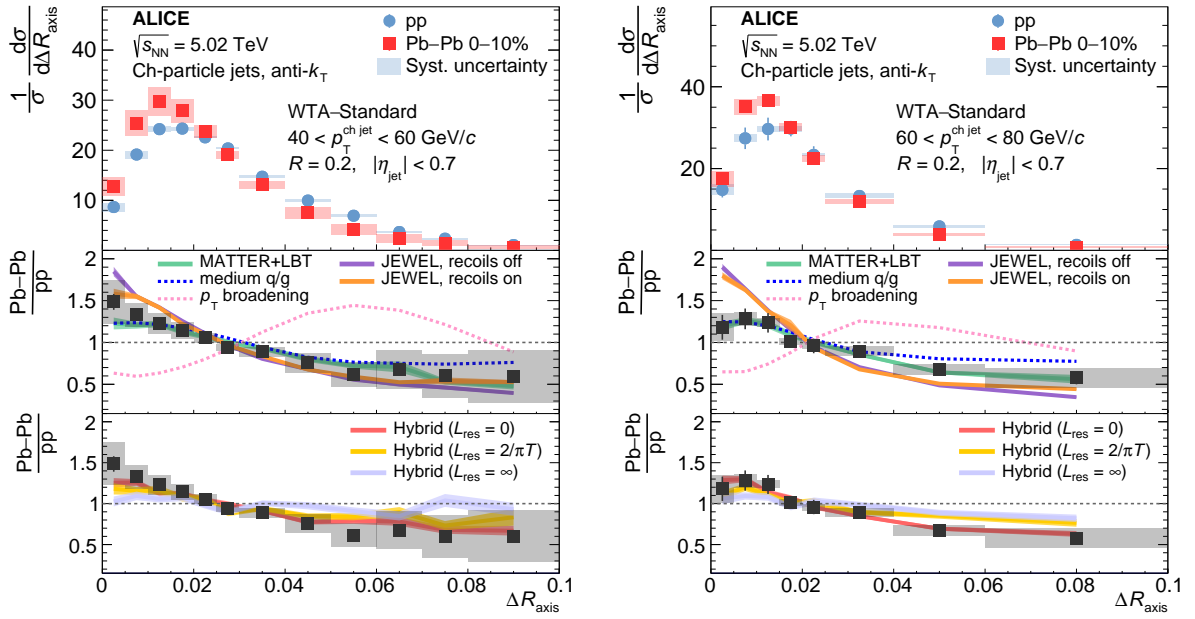 ALICE
√s_NN = 5.02 TeV
Ch-particle jets, anti-k_T
pp
Pb–Pb 0–10%
Syst. uncertainty
WTA–Standard
40 < p_T^ch jet < 60 GeV/c
R = 0.2, |η_jet| < 0.7
1/σ dσ/dΔR_axis
40
30
20
10
MATTER+LBT
medium q/g
p_T broadening
JEWEL, recoils off
JEWEL, recoils on
Pb–Pb/pp
2
1.5
1
0.5
Hybrid (L_res = 0)
Hybrid (L_res = 2/πT)
Hybrid (L_res = ∞)
Pb–Pb/pp
2
1.5
1
0.5
0 0.02 0.04 0.06 0.08 0.1
ΔR_axis
ALICE
√s_NN = 5.02 TeV
Ch-particle jets, anti-k_T
pp
Pb–Pb 0–10%
Syst. uncertainty
WTA–Standard
60 < p_T^ch jet < 80 GeV/c
R = 0.2, |η_jet| < 0.7
1/σ dσ/dΔR_axis
40
20
MATTER+LBT
medium q/g
p_T broadening
JEWEL, recoils off
JEWEL, recoils on
Pb–Pb/pp
2
1.5
1
0.5
Hybrid (L_res = 0)
Hybrid (L_res = 2/πT)
Hybrid (L_res = ∞)
Pb–Pb/pp
2
1.5
1
0.5
0 0.02 0.04 0.06 0.08 0.1
ΔR_axis